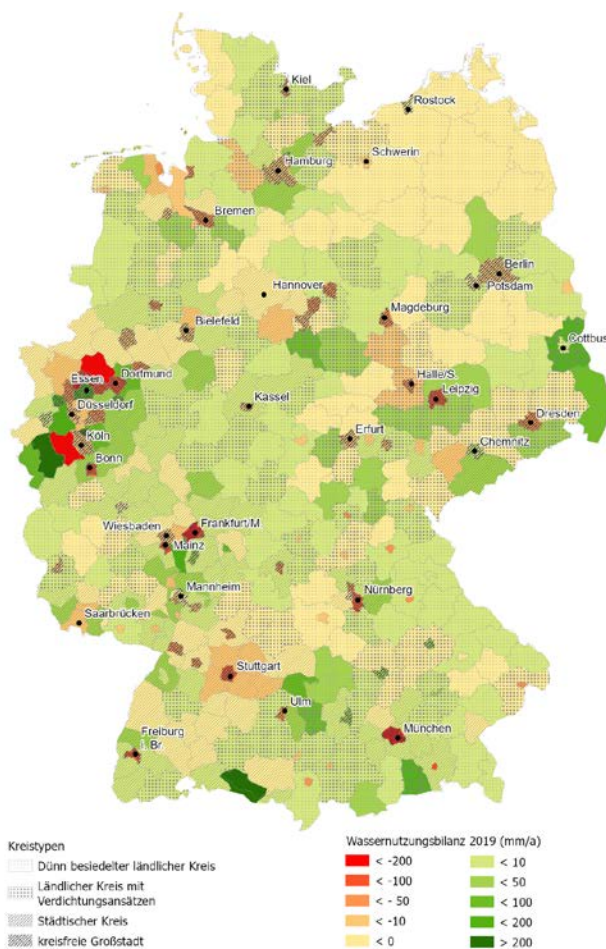 Kiel
Rostock
Schwerin
Hamburg
Bremen
Berlin
Potsdam
Hannover
Magdeburg
Bielefeld
Cottbus
Dortmund
Essen
Halle/S.
Leipzig
Düsseldorf
Kassel
Dresden
Köln
Erfurt
Chemnitz
Bonn
Wiesbaden
Frankfurt/M.
Mainz
Mannheim
Nürnberg
Saarbrücken
Stuttgart
Ulm
Freiburg
i. Br.
München
Kreistypen
Dünn besiedelter ländlicher Kreis
Ländlicher Kreis mit
Verdichtungsansätzen
Städtischer Kreis
kreisfreie Großstadt
Wassernutzungsbilanz 2019 (mm/a)
< -200
< -100
< - 50
< -10
< 0
< 10
< 50
< 100
< 200
> 200